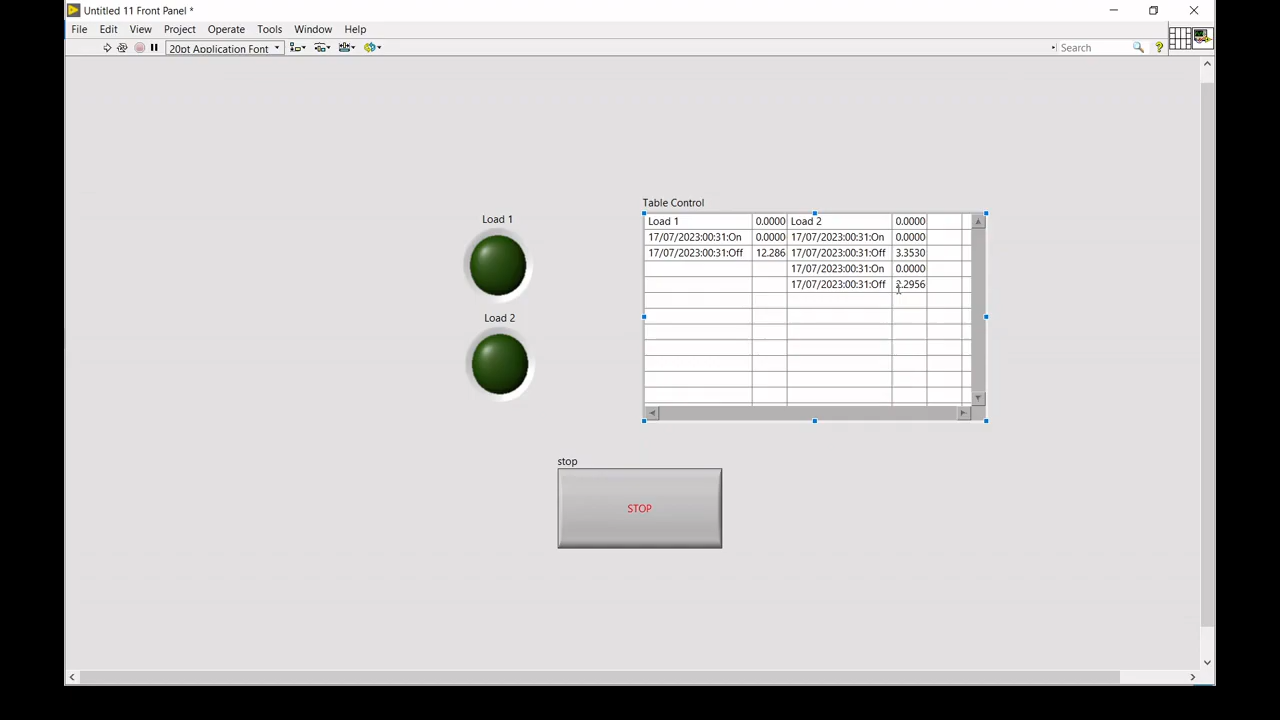 Untitled 11 Front Panel *
File Edit View Project Operate Tools Window Help
20pt Application Font Search ?
Table Control
Load 1
Load 1 0.0000 Load 2 0.0000
17/07/2023:00:31:On 0.0000 17/07/2023:00:31:On 0.0000
17/07/2023:00:31:Off 12.286 17/07/2023:00:31:Off 3.3530
17/07/2023:00:31:On 0.0000
17/07/2023:00:31:Off 2.2956
Load 2
stop
STOP